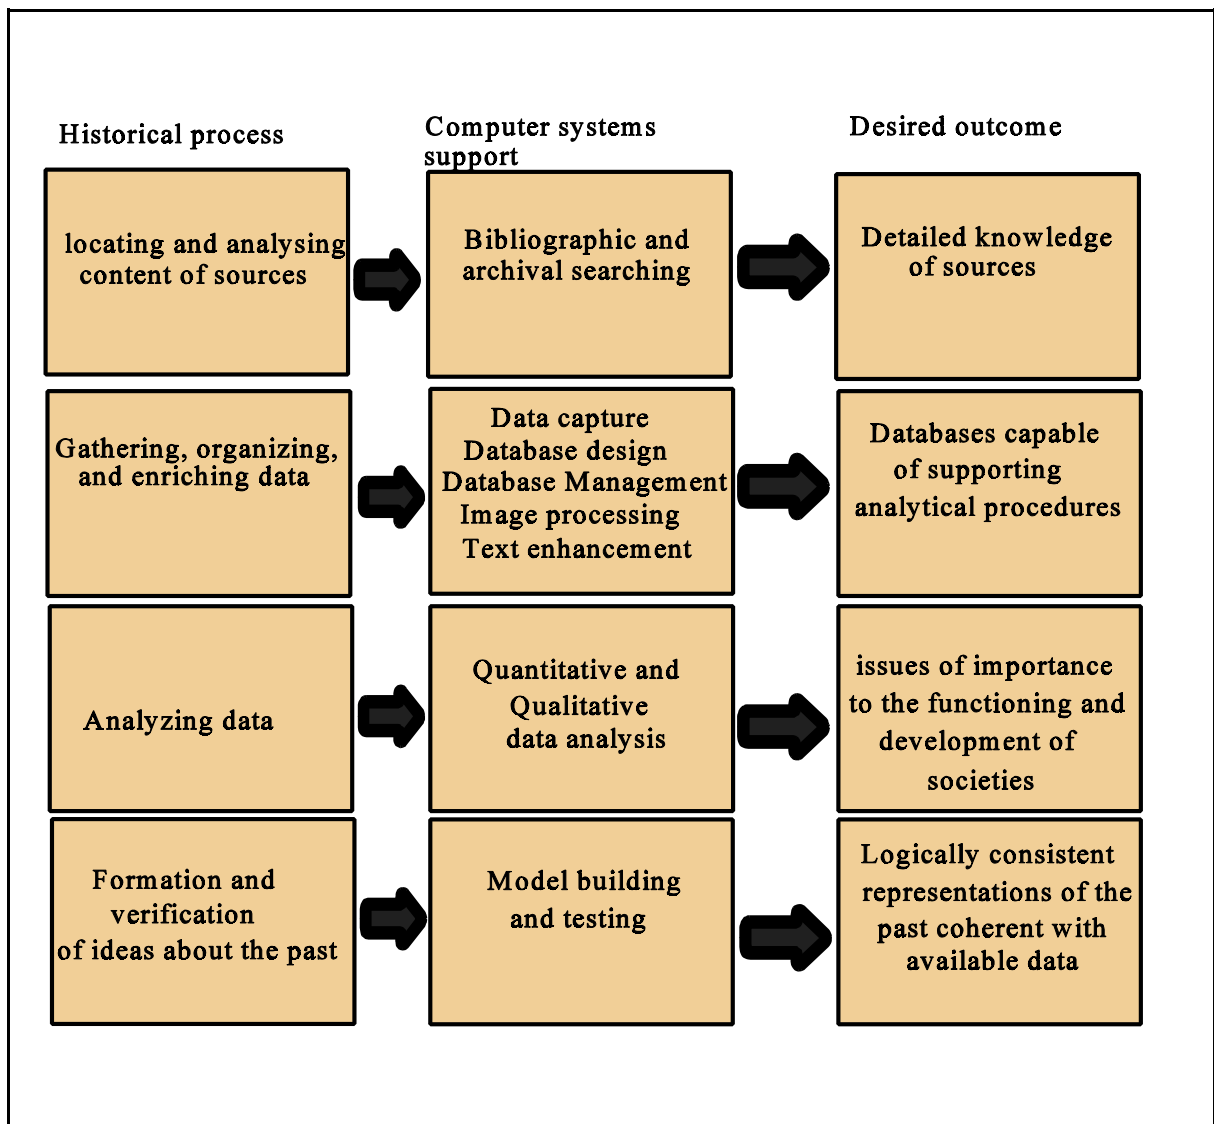 Historical process
Computer systems
support
Desired outcome
locating and analysing
content of sources
Bibliographic and
archival searching
Detailed knowledge
of sources
Gathering, organizing,
and enriching data
Data capture
Database design
Database Management
Image processing
Text enhancement
Databases capable
of supporting
analytical procedures
Analyzing data
Quantitative and
Qualitative
data analysis
issues of importance
to the functioning and
development of
societies
Formation and
verification
of ideas about the past
Model building
and testing
Logically consistent
representations of the
past coherent with
available data